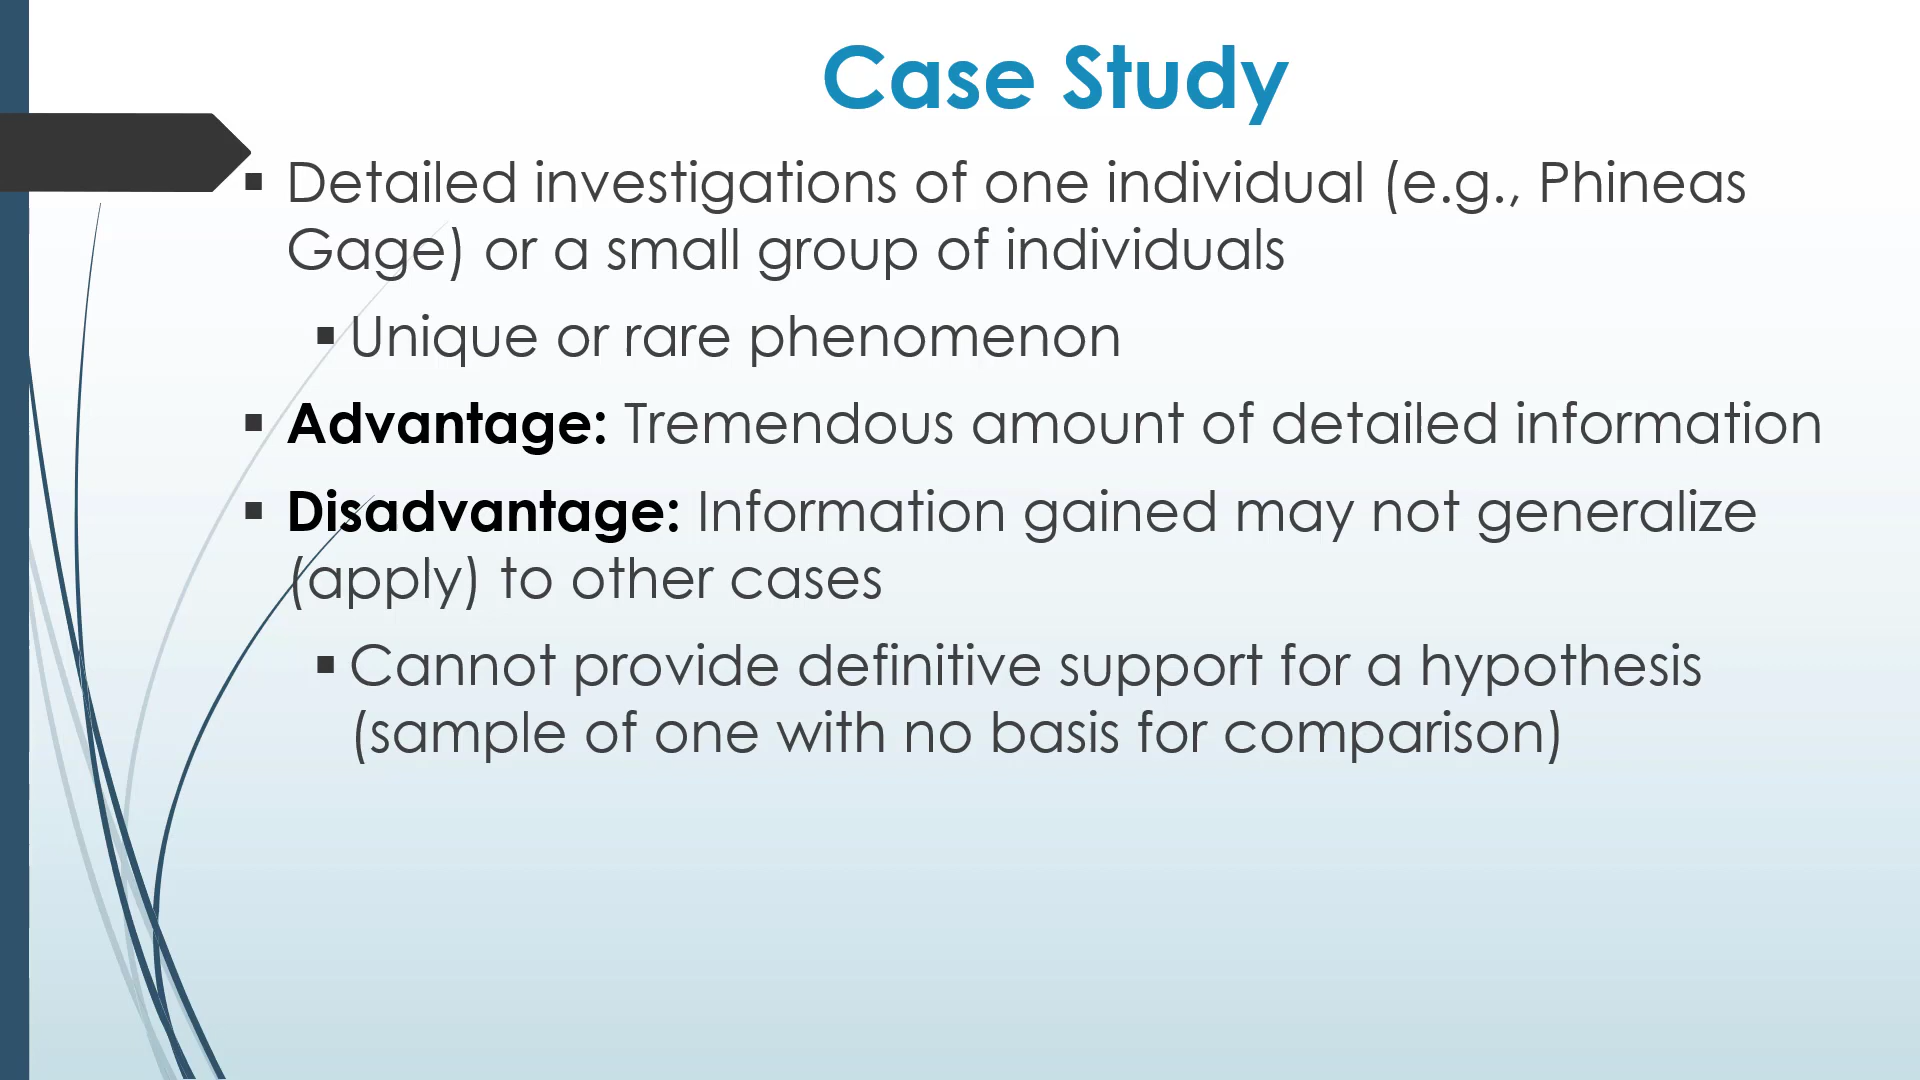 Case Study
▪ Detailed investigations of one individual (e.g., Phineas
Gage) or a small group of individuals
▪ Unique or rare phenomenon
▪ Advantage: Tremendous amount of detailed information
▪ Disadvantage: Information gained may not generalize
(apply) to other cases
▪ Cannot provide definitive support for a hypothesis
(sample of one with no basis for comparison)